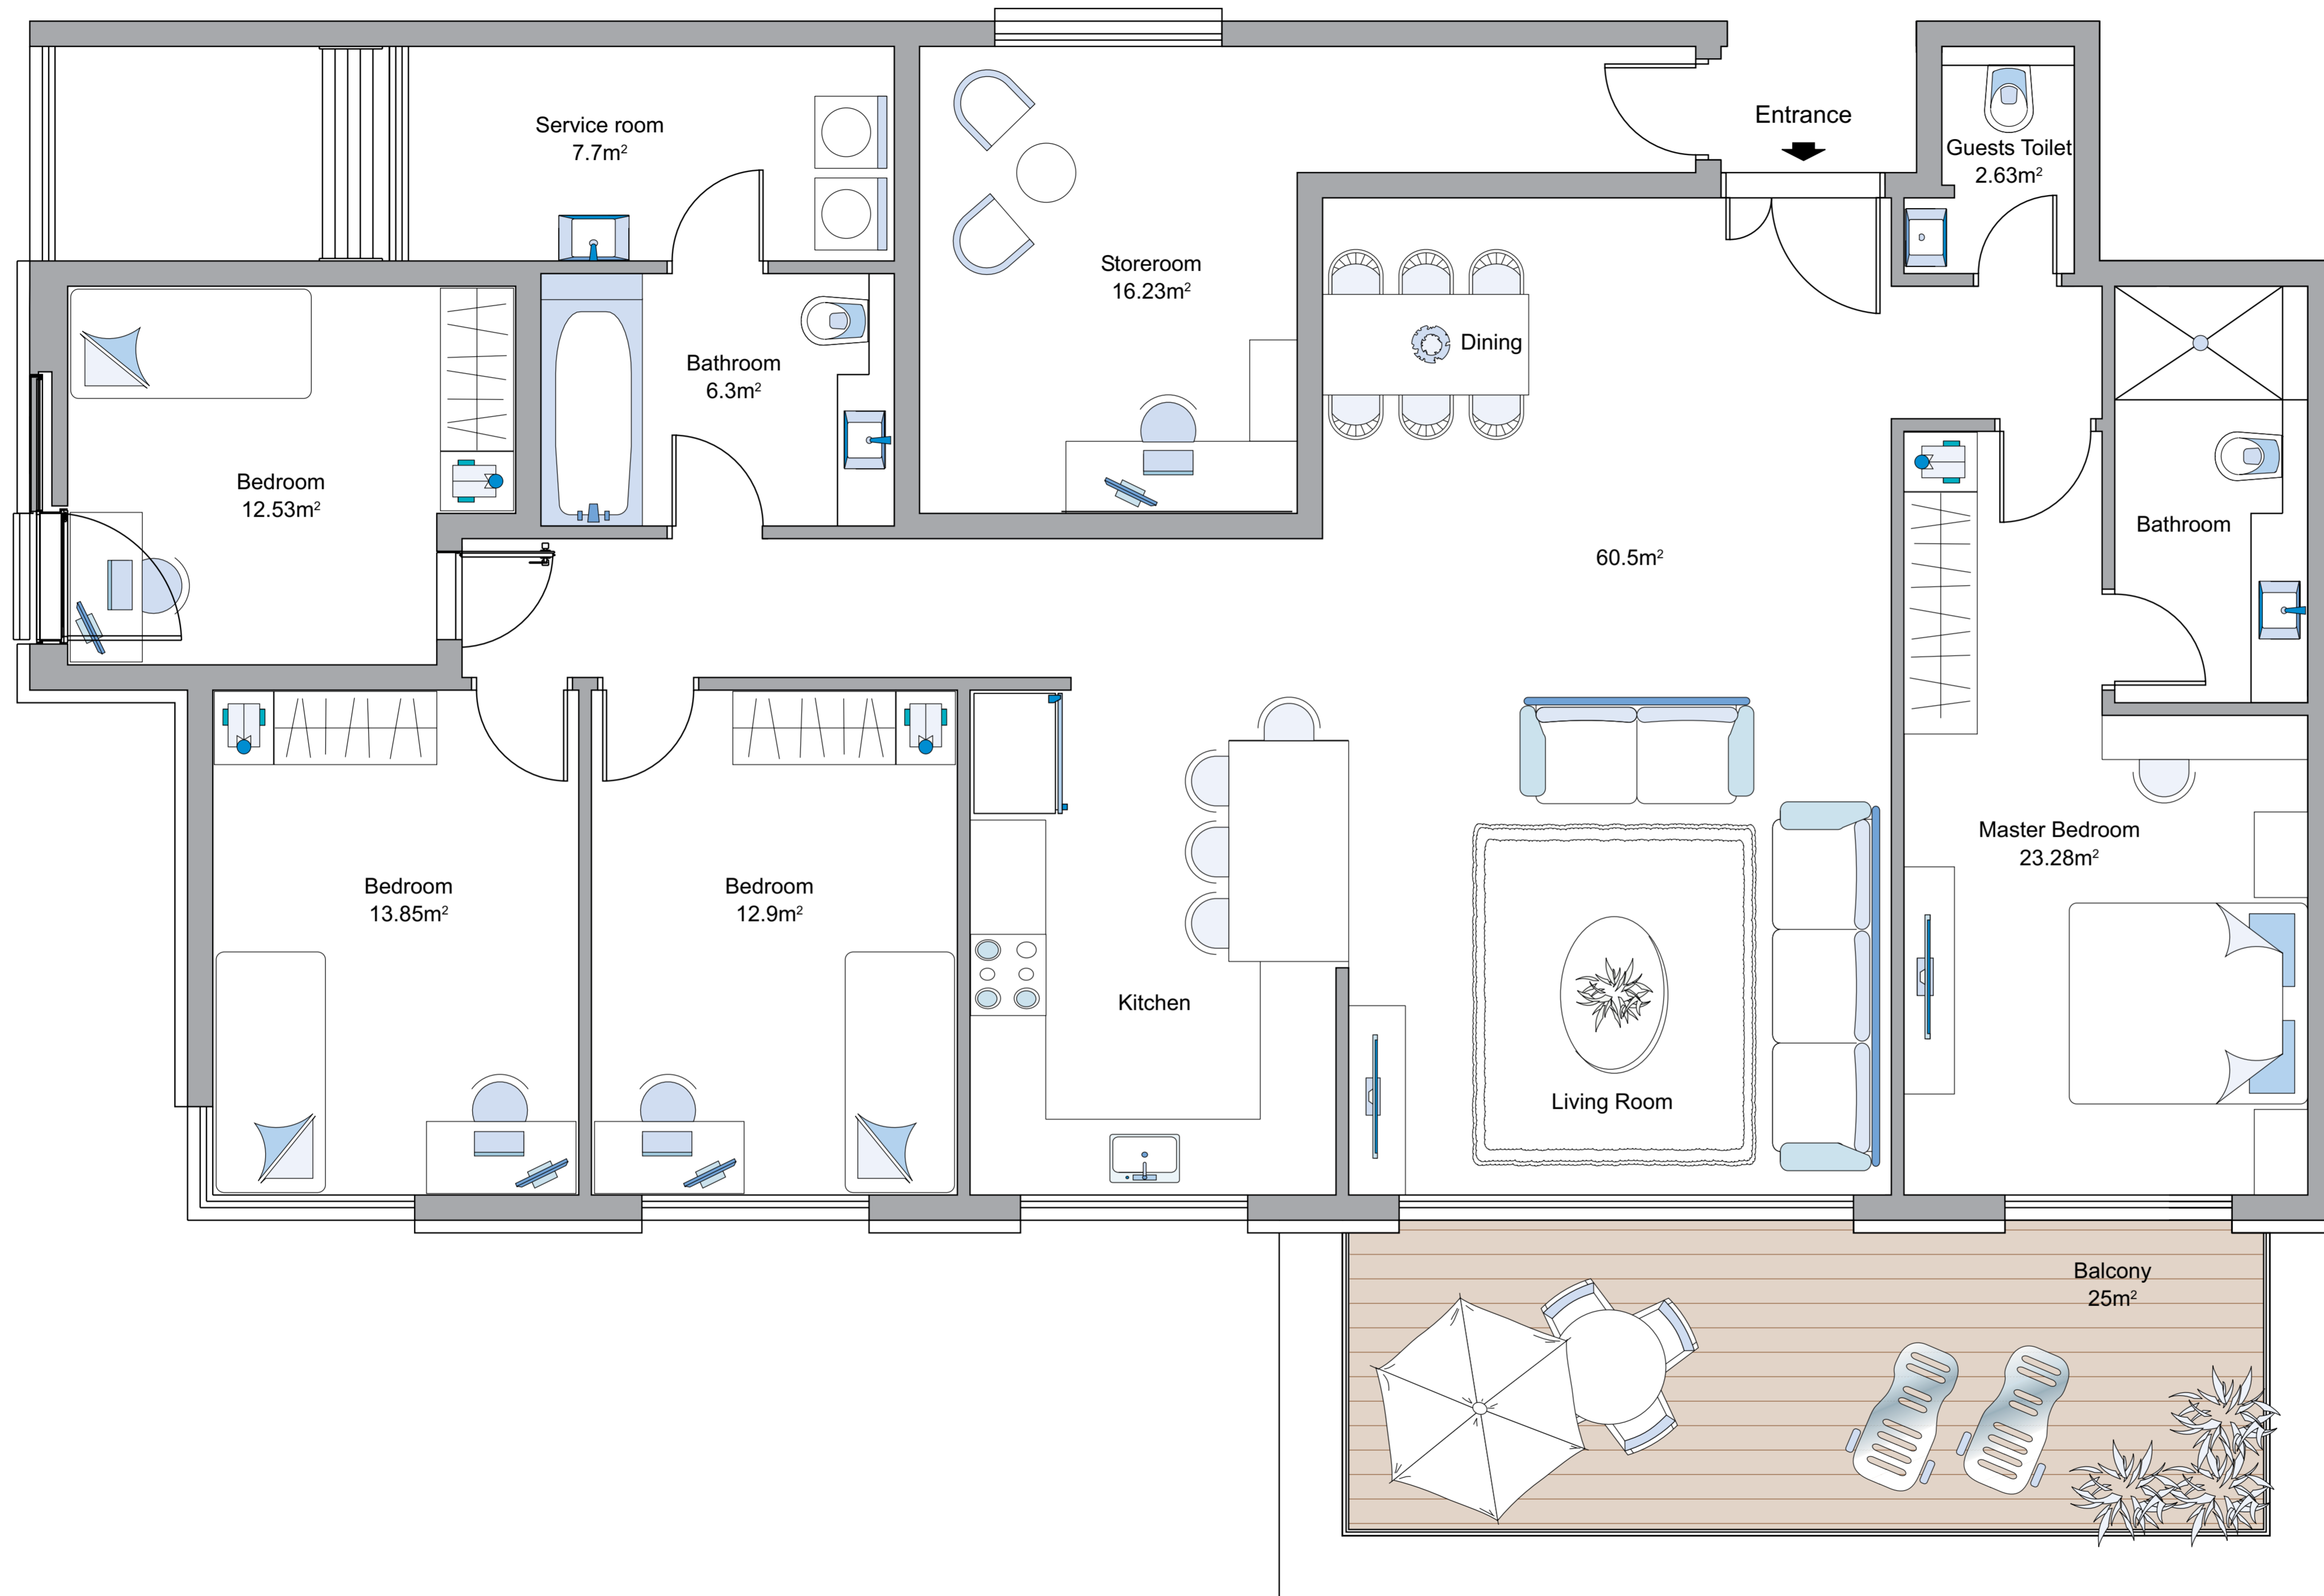 Service room
7.7m²
Entrance
Guests Toilet
2.63m²
Storeroom
16.23m²
Dining
Bathroom
6.3m²
Bedroom
12.53m²
Bathroom
60.5m²
Master Bedroom
23.28m²
Bedroom
13.85m²
Bedroom
12.9m²
Kitchen
Living Room
Balcony
25m²